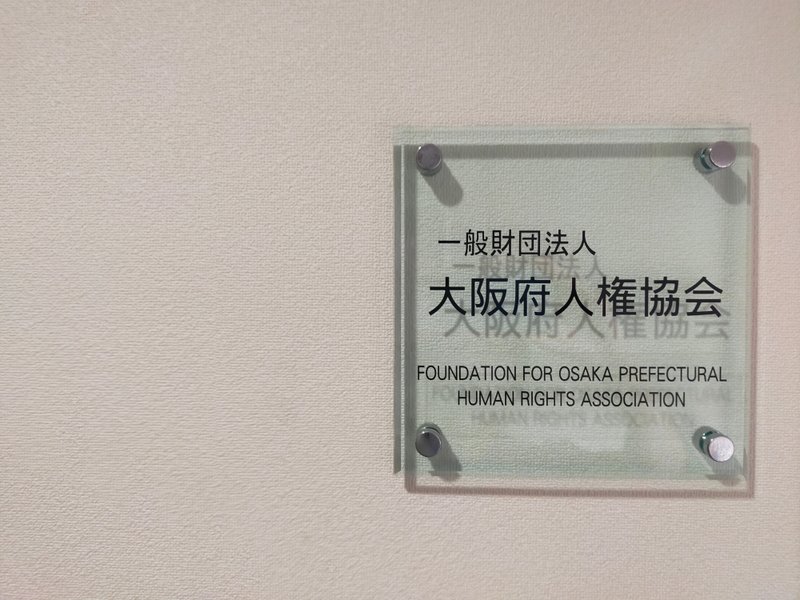 一般財団法人
大阪府人権協会
FOUNDATION FOR OSAKA PREFECTURAL
HUMAN RIGHTS ASSOCIATION